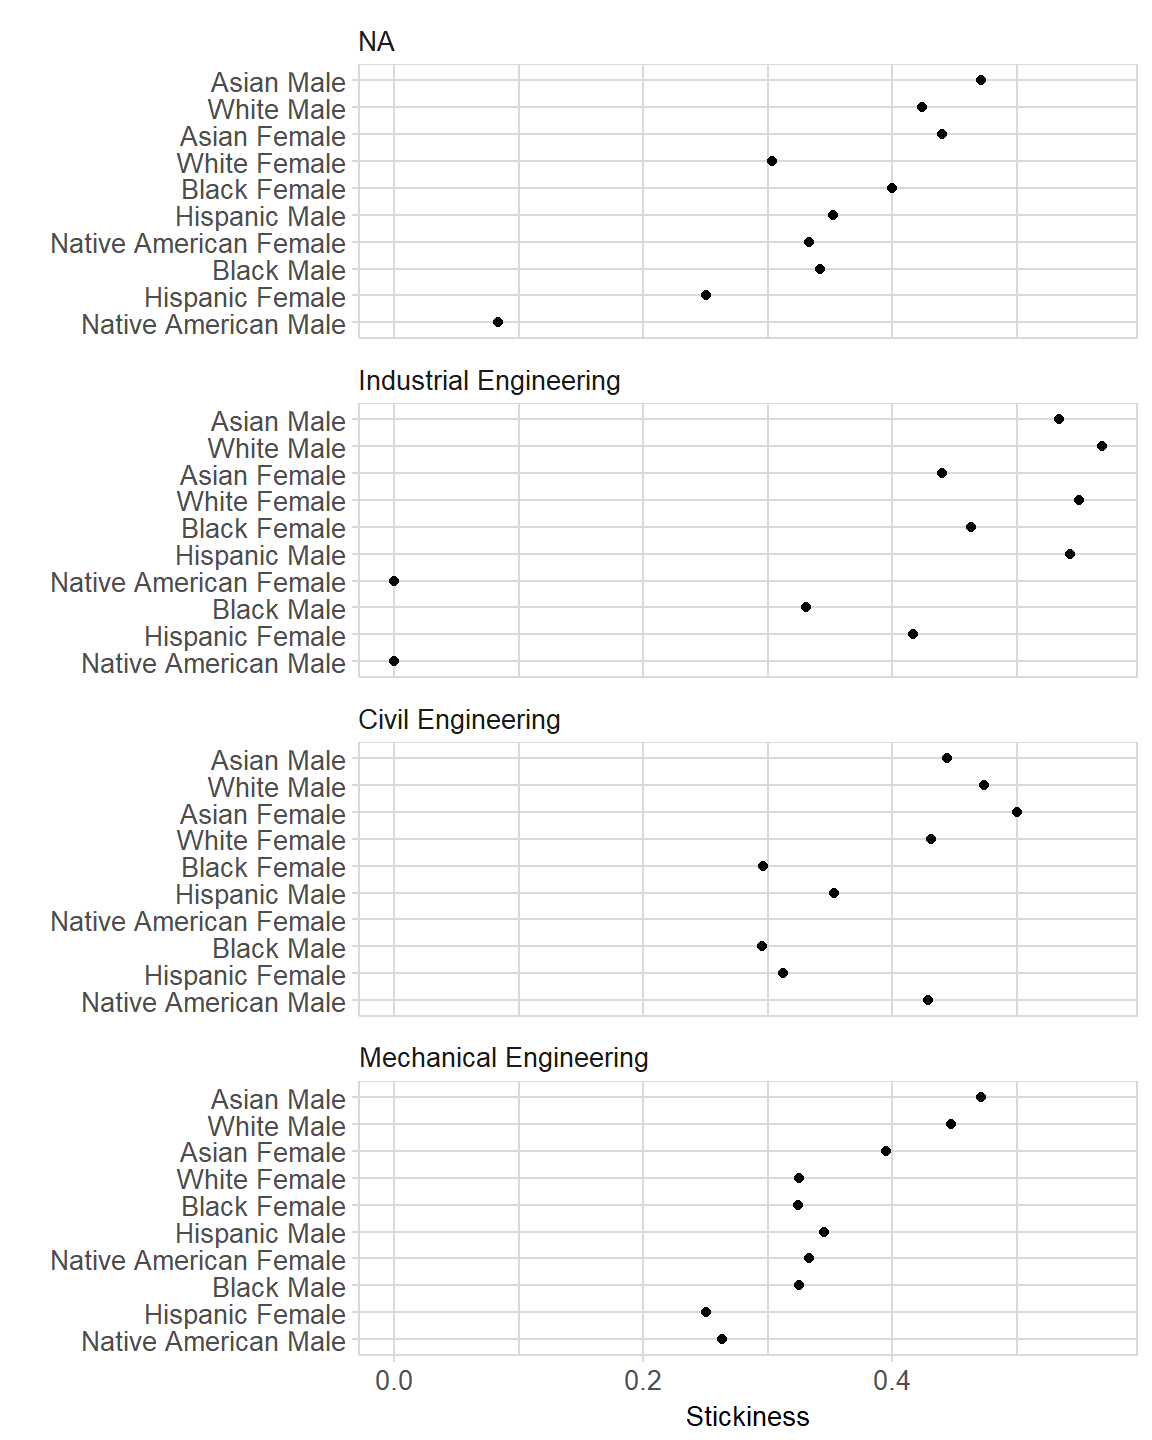 NA
Asian Male
White Male
Asian Female
White Female
Black Female
Hispanic Male
Native American Female
Black Male
Hispanic Female
Native American Male
Industrial Engineering
Asian Male
White Male
Asian Female
White Female
Black Female
Hispanic Male
Native American Female
Black Male
Hispanic Female
Native American Male
Civil Engineering
Asian Male
White Male
Asian Female
White Female
Black Female
Hispanic Male
Native American Female
Black Male
Hispanic Female
Native American Male
Mechanical Engineering
Asian Male
White Male
Asian Female
White Female
Black Female
Hispanic Male
Native American Female
Black Male
Hispanic Female
Native American Male
0.0 0.2 0.4
Stickiness